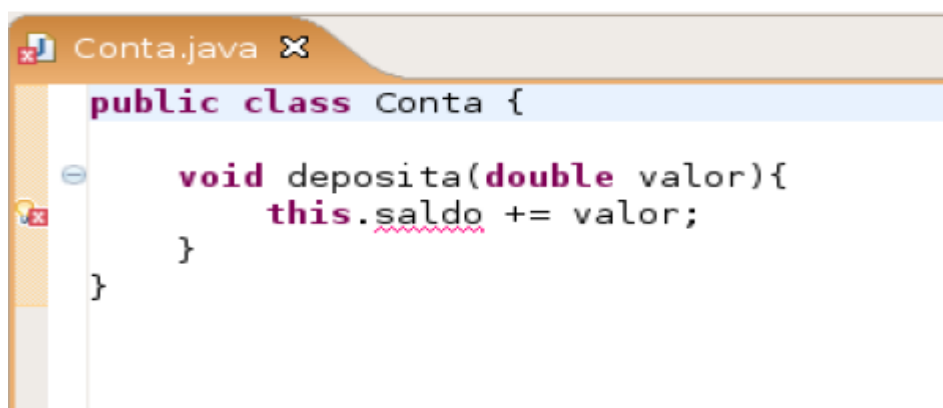 Conta.java
public class Conta {
void deposita(double valor){
this.saldo += valor;
}
}